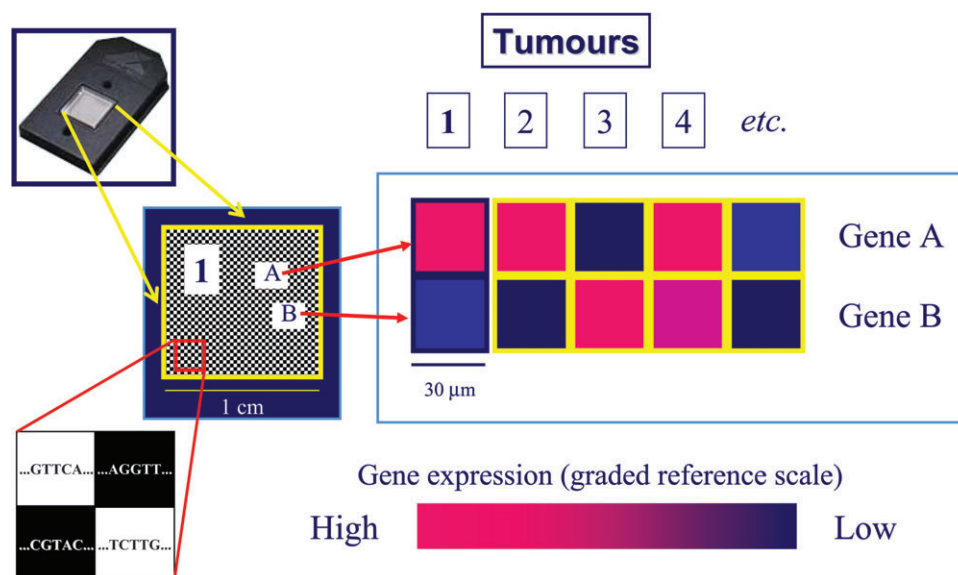 Tumours
1 2 3 4 etc.
Gene A
Gene B
1
A
B
30 μm
1 cm
...GTTCA... ...AGGTT...
...CGTAC... ...TCTTG...
Gene expression (graded reference scale)
High Low